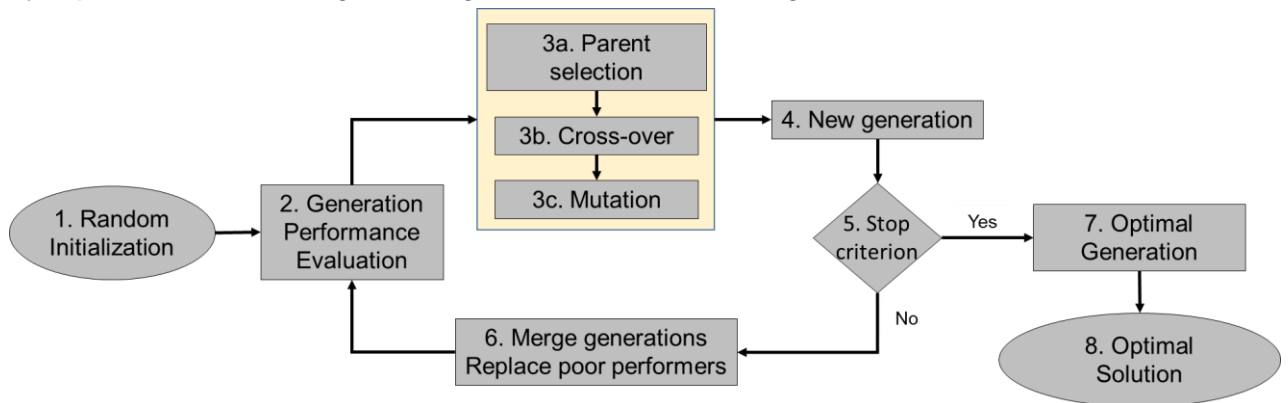 3a. Parent
selection
3b. Cross-over
3c. Mutation
4. New generation
1. Random
Initialization
2. Generation
Performance
Evaluation
5. Stop
criterion
Yes
7. Optimal
Generation
No
6. Merge generations
Replace poor performers
8. Optimal
Solution